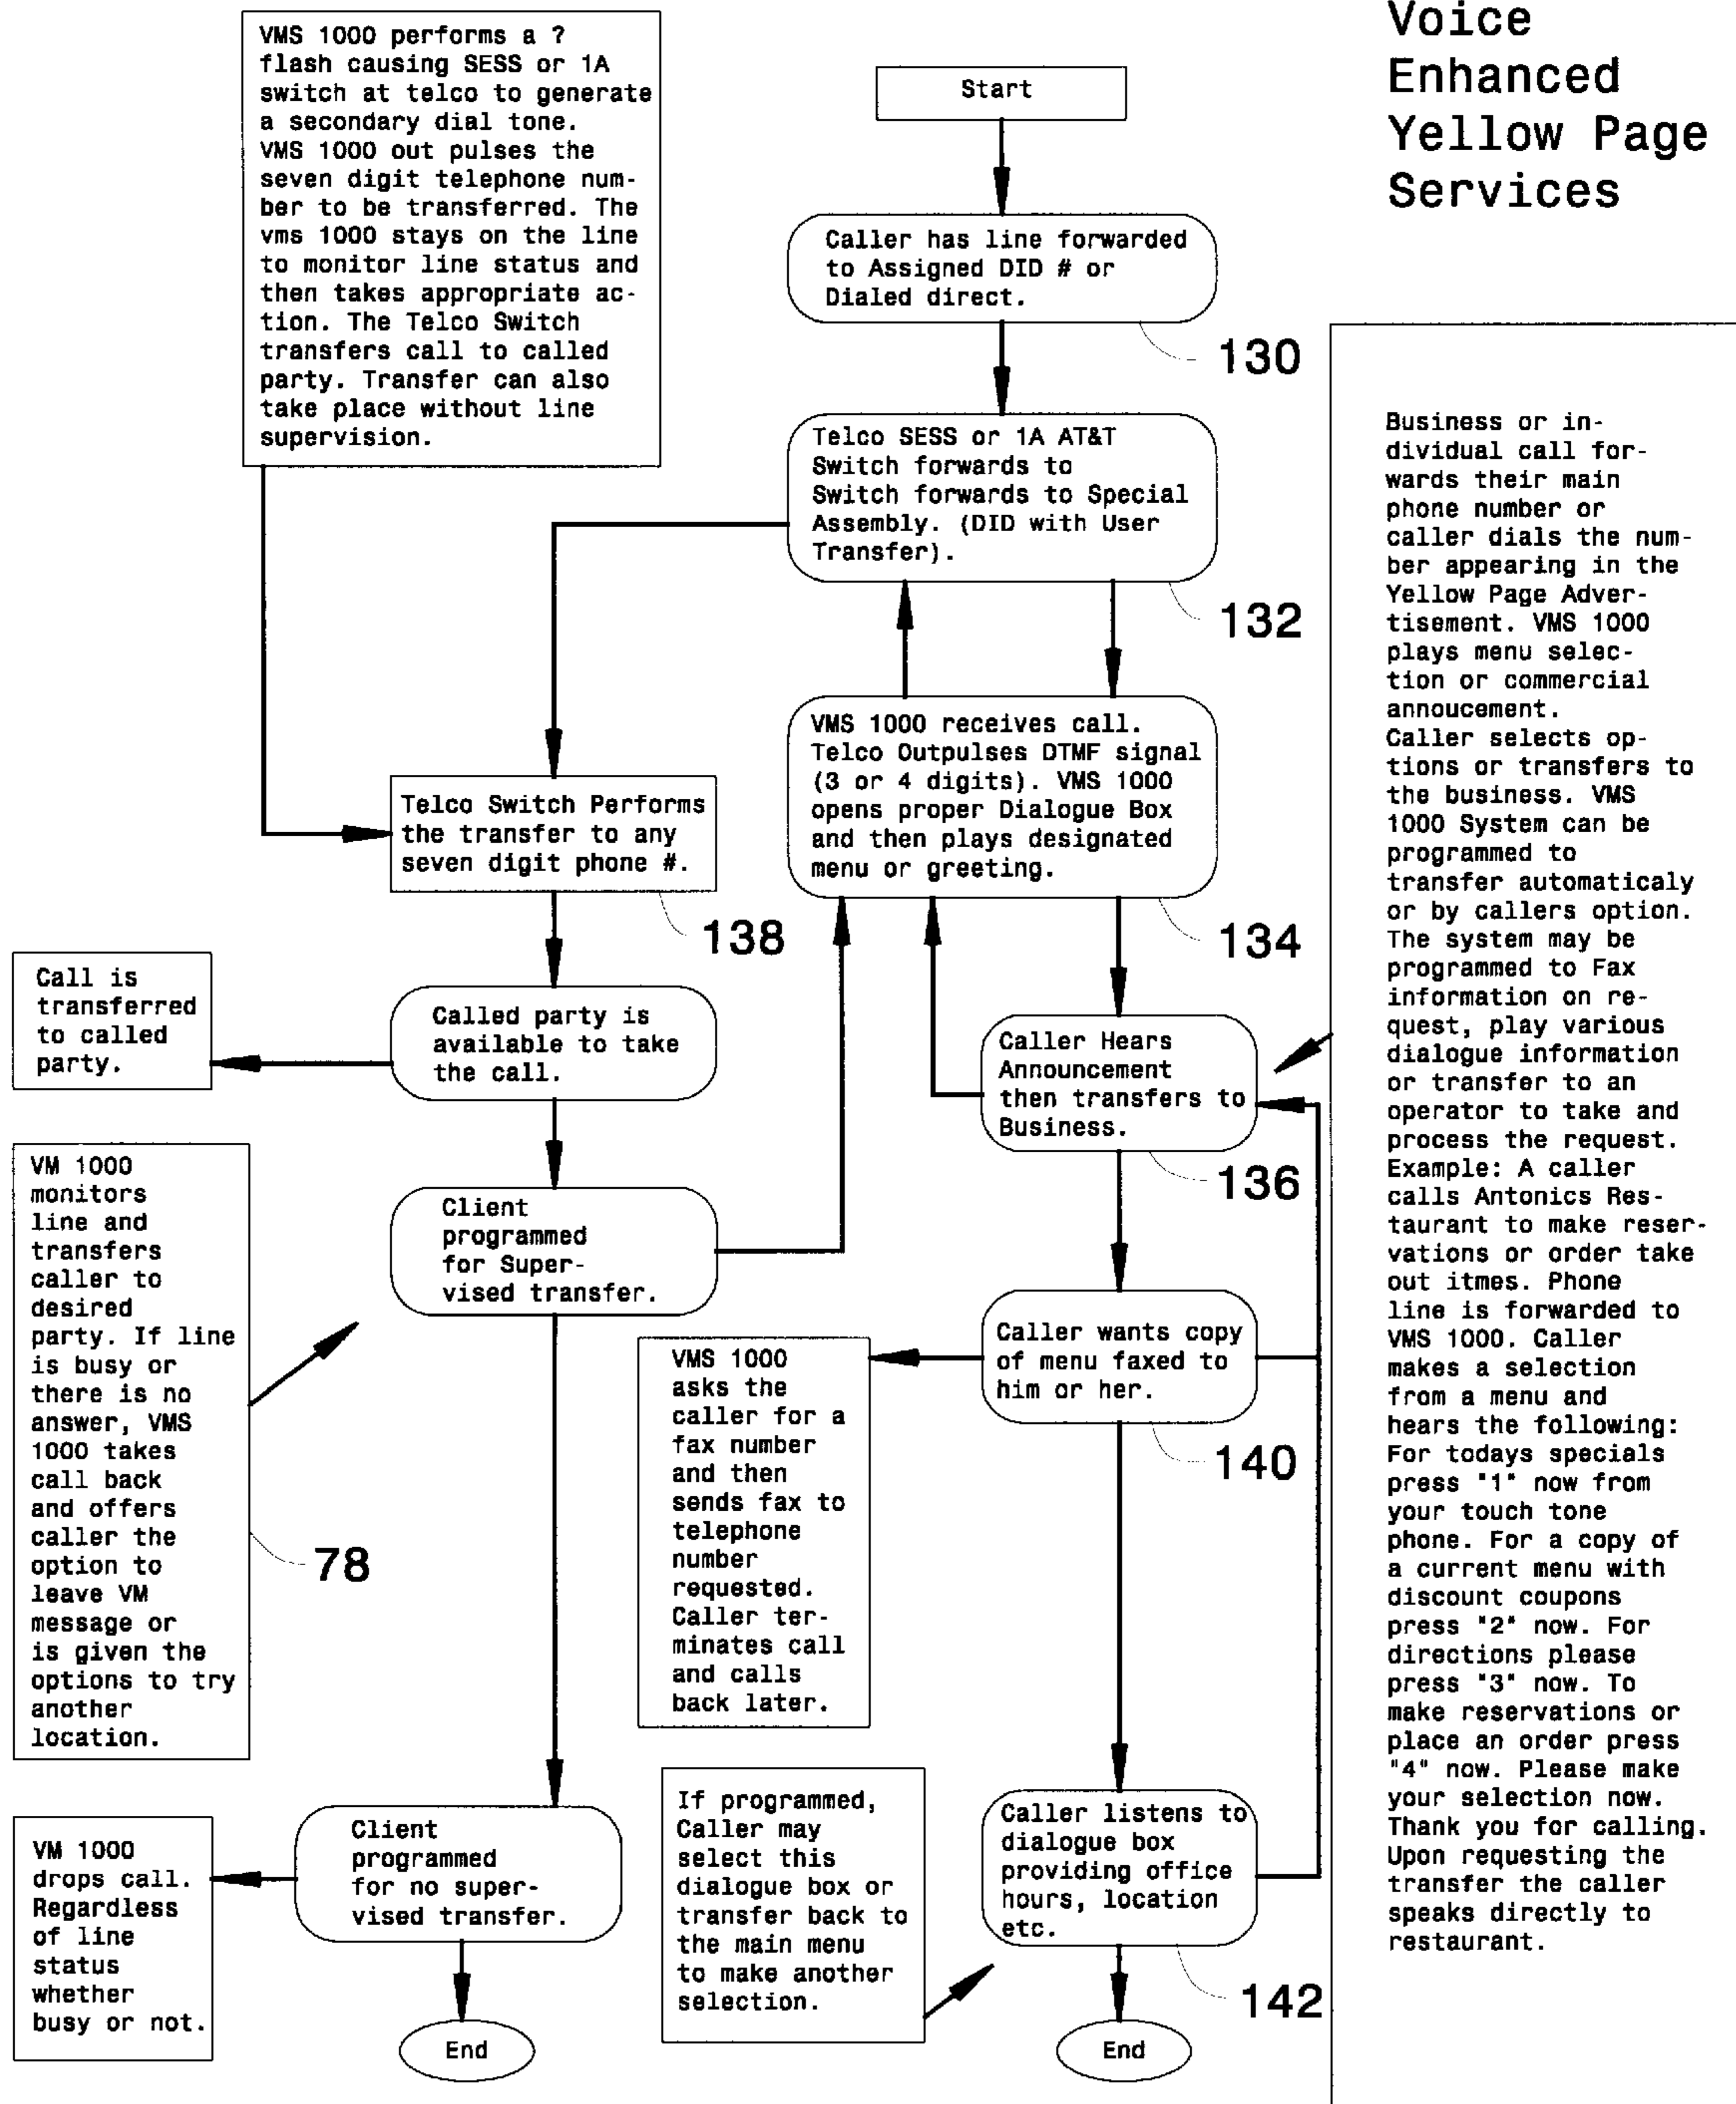 Voice
Enhanced
Yellow Page
Services
VMS 1000 performs a ?
flash causing SESS or 1A
switch at telco to generate
a secondary dial tone.
VMS 1000 out pulses the
seven digit telephone num-
ber to be transferred. The
vms 1000 stays on the line
to monitor line status and
then takes appropriate ac-
tion. The Telco Switch
transfers call to called
party. Transfer can also
take place without line
supervision.
Start
Caller has line forwarded
to Assigned DID # or
Dialed direct.
130
Telco SESS or 1A AT&T
Switch forwards to
Switch forwards to Special
Assembly. (DID with User
Transfer).
132
VMS 1000 receives call.
Telco Outpulses DTMF signal
(3 or 4 digits). VMS 1000
opens proper Dialogue Box
and then plays designated
menu or greeting.
134
Telco Switch Performs
the transfer to any
seven digit phone #.
138
Call is
transferred
to called
party.
Called party is
available to take
the call.
Caller Hears
Announcement
then transfers to
Business.
136
VM 1000
monitors
line and
transfers
caller to
desired
party. If line
is busy or
there is no
answer, VMS
1000 takes
call back
and offers
caller the
option to
leave VM
message or
is given the
options to try
another
location.
78
Client
programmed
for Super-
vised transfer.
VMS 1000
asks the
caller for a
fax number
and then
sends fax to
telephone
number
requested.
Caller ter-
minates call
and calls
back later.
Caller wants copy
of menu faxed to
him or her.
140
VM 1000
drops call.
Regardless
of line
status
whether
busy or not.
Client
programmed
for no super-
vised transfer.
End
If programmed,
Caller may
select this
dialogue box or
transfer back to
the main menu
to make another
selection.
Caller listens to
dialogue box
providing office
hours, location
etc.
142
End
Business or in-
dividual call for-
wards their main
phone number or
caller dials the num-
ber appearing in the
Yellow Page Adver-
tisement. VMS 1000
plays menu selec-
tion or commercial
annoucement.
Caller selects op-
tions or transfers to
the business. VMS
1000 System can be
programmed to
transfer automaticaly
or by callers option.
The system may be
programmed to Fax
information on re-
quest, play various
dialogue information
or transfer to an
operator to take and
process the request.
Example: A caller
calls Antonics Res-
taurant to make reser-
vations or order take
out itmes. Phone
line is forwarded to
VMS 1000. Caller
makes a selection
from a menu and
hears the following:
For todays specials
press "1" now from
your touch tone
phone. For a copy of
a current menu with
discount coupons
press "2" now. For
directions please
press "3" now. To
make reservations or
place an order press
"4" now. Please make
your selection now.
Thank you for calling.
Upon requesting the
transfer the caller
speaks directly to
restaurant.